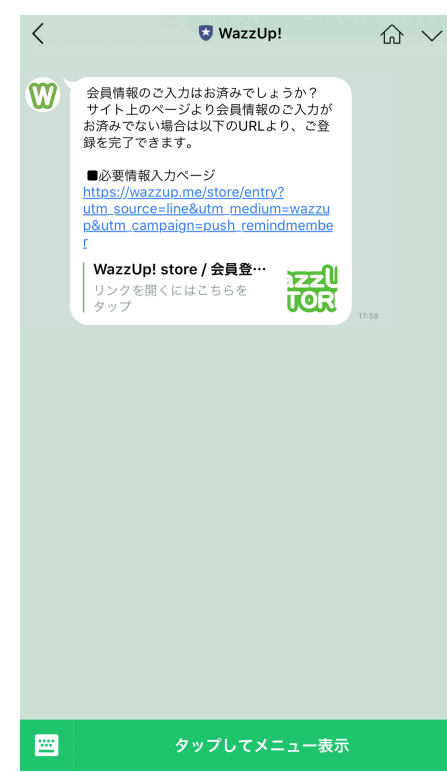 WazzUp!
W
会員情報のご入力はお済みでしょうか?
サイト上のページより会員情報のご入力が
お済みでない場合は以下のURLより、ご登
録を完了できます。
■必要情報入力ページ
https://wazzup.me/store/entry?
utm_source=line&utm_medium=wazzu
p&utm_campaign=push_remindmembe
r
WazzUp! store / 会員登…
リンクを開くにはこちらを
タップ
azzU
TOR
17:58
タップしてメニュー表示